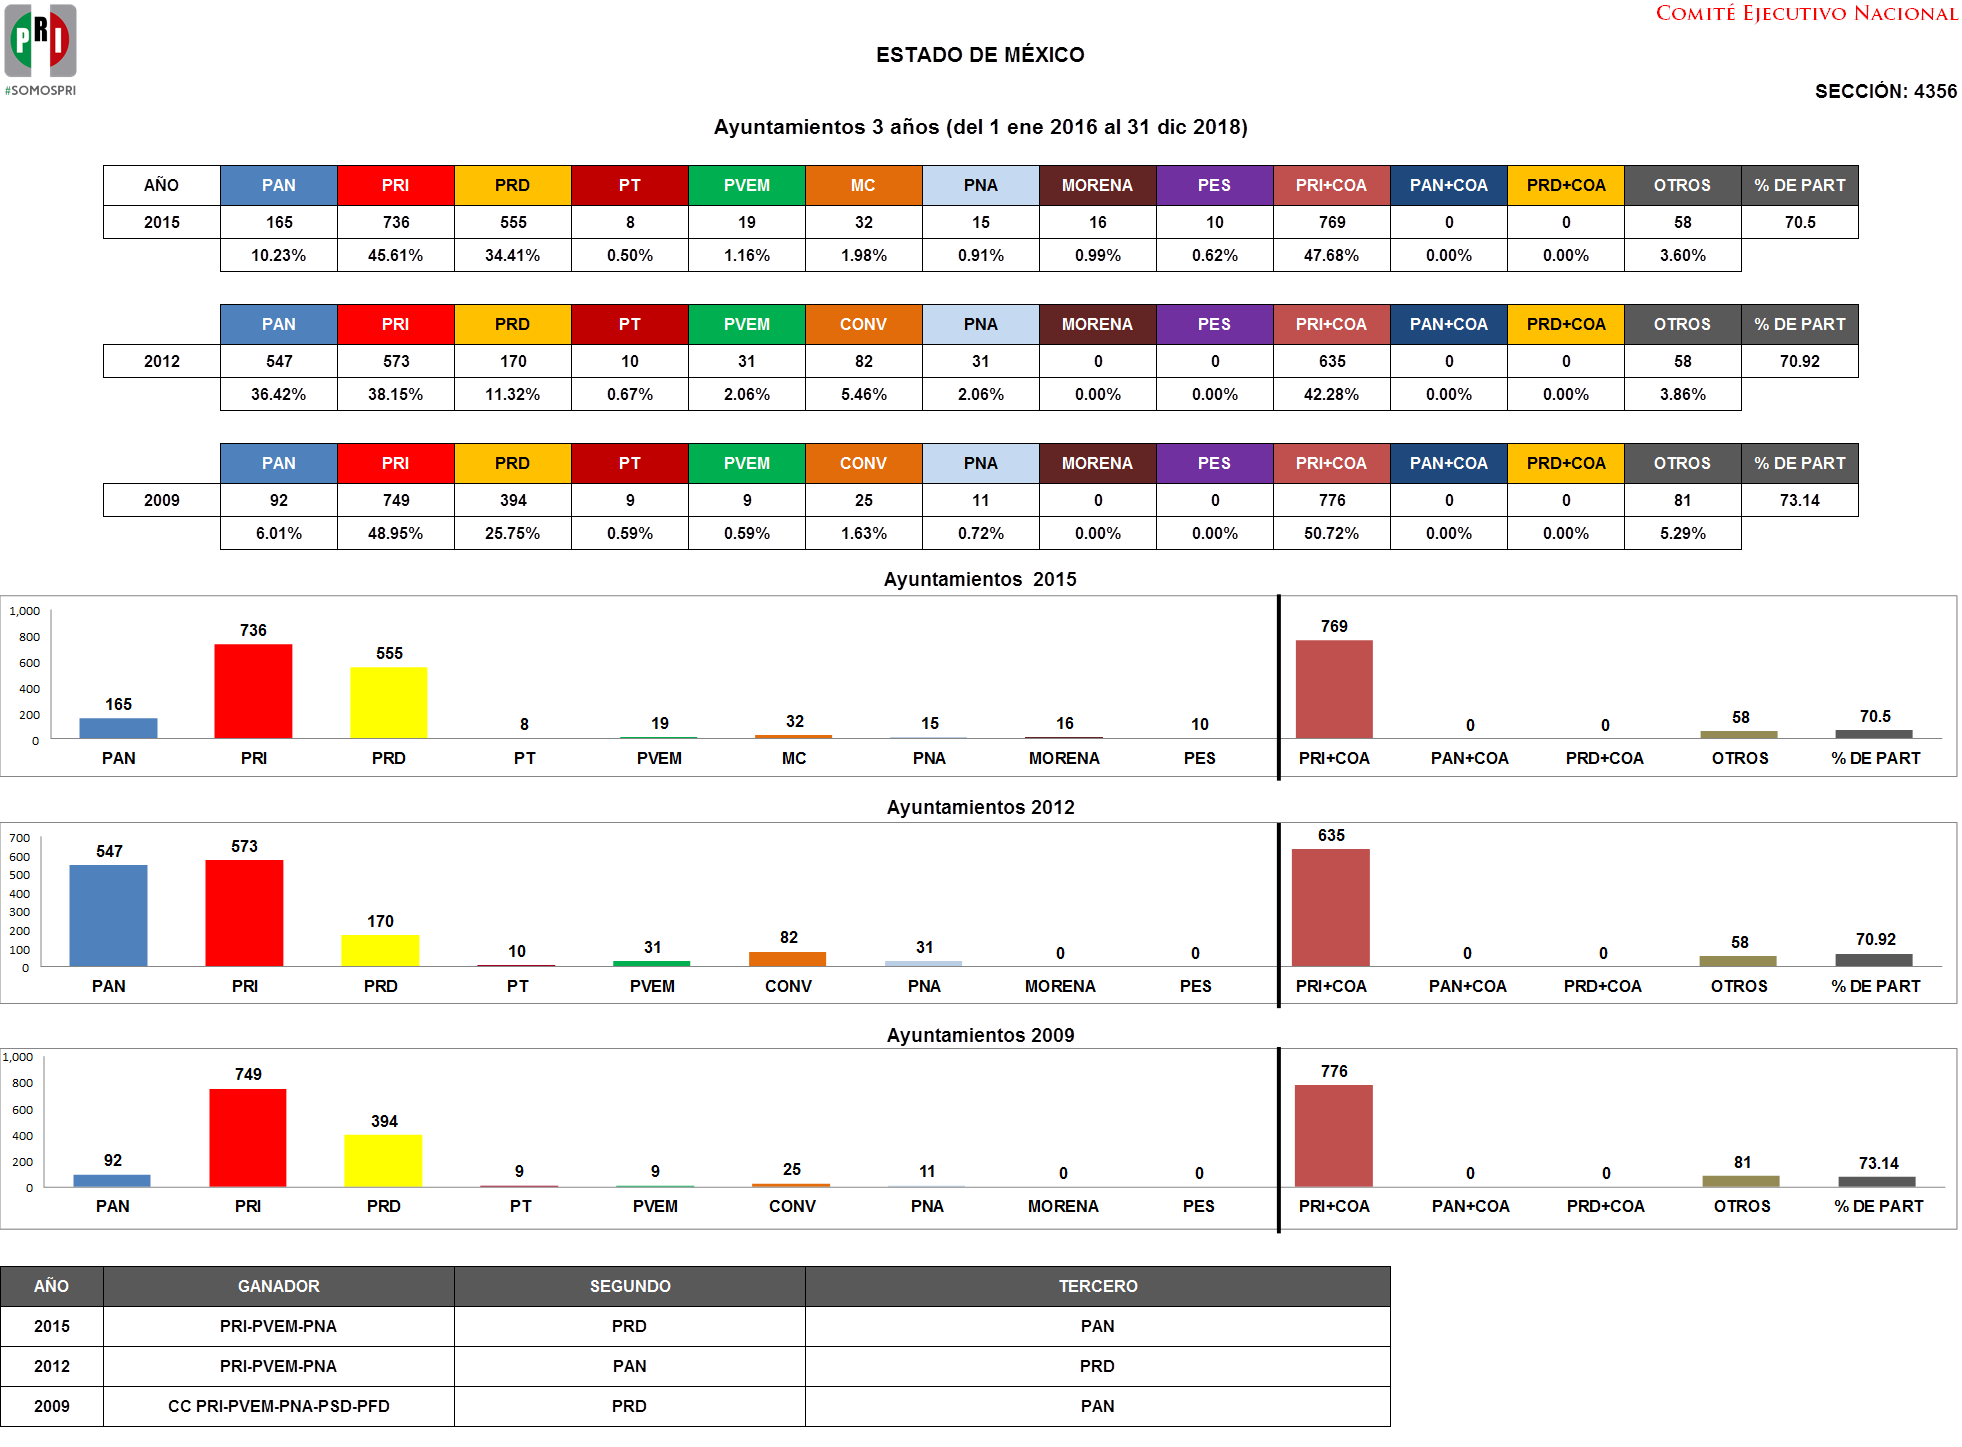 PRI
#SOMOSPRI
COMITÉ EJECUTIVO NACIONAL
ESTADO DE MÉXICO
SECCIÓN: 4356
Ayuntamientos 3 años (del 1 ene 2016 al 31 dic 2018)
AÑO PAN PRI PRD PT PVEM MC PNA MORENA PES PRI+COA PAN+COA PRD+COA OTROS % DE PART
2015 165 736 555 8 19 32 15 16 10 769 0 0 58 70.5
10.23% 45.61% 34.41% 0.50% 1.16% 1.98% 0.91% 0.99% 0.62% 47.68% 0.00% 0.00% 3.60%
PAN PRI PRD PT PVEM CONV PNA MORENA PES PRI+COA PAN+COA PRD+COA OTROS % DE PART
2012 547 573 170 10 31 82 31 0 0 635 0 0 58 70.92
36.42% 38.15% 11.32% 0.67% 2.06% 5.46% 2.06% 0.00% 0.00% 42.28% 0.00% 0.00% 3.86%
PAN PRI PRD PT PVEM CONV PNA MORENA PES PRI+COA PAN+COA PRD+COA OTROS % DE PART
2009 92 749 394 9 9 25 11 0 0 776 0 0 81 73.14
6.01% 48.95% 25.75% 0.59% 0.59% 1.63% 0.72% 0.00% 0.00% 50.72% 0.00% 0.00% 5.29%
Ayuntamientos 2015
1,000
800
600
400
200
0
165 736 555 8 19 32 15 16 10 769 0 0 58 70.5
PAN PRI PRD PT PVEM MC PNA MORENA PES PRI+COA PAN+COA PRD+COA OTROS % DE PART
Ayuntamientos 2012
700
600
500
400
300
200
100
0
547 573 170 10 31 82 31 0 0 635 0 0 58 70.92
PAN PRI PRD PT PVEM CONV PNA MORENA PES PRI+COA PAN+COA PRD+COA OTROS % DE PART
Ayuntamientos 2009
1,000
800
600
400
200
0
92 749 394 9 9 25 11 0 0 776 0 0 81 73.14
PAN PRI PRD PT PVEM CONV PNA MORENA PES PRI+COA PAN+COA PRD+COA OTROS % DE PART
AÑO GANADOR SEGUNDO TERCERO
2015 PRI-PVEM-PNA PRD PAN
2012 PRI-PVEM-PNA PAN PRD
2009 CC PRI-PVEM-PNA-PSD-PFD PRD PAN